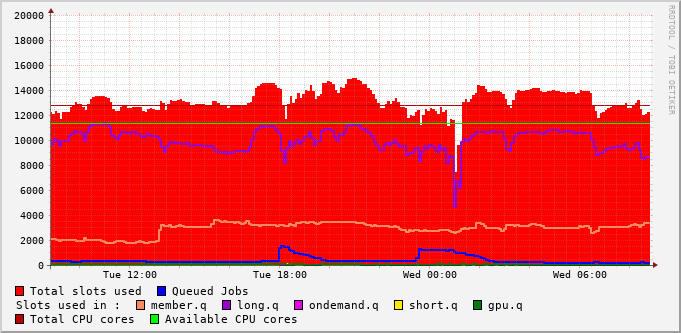 20000
18000
16000
14000
12000
10000
8000
6000
4000
2000
0
Tue 12:00 Tue 18:00 Wed 00:00 Wed 06:00
RRDTOOL / TOBI OETIKER
Total slots used Queued Jobs
Slots used in : member.q long.q ondemand.q short.q gpu.q
Total CPU cores Available CPU cores